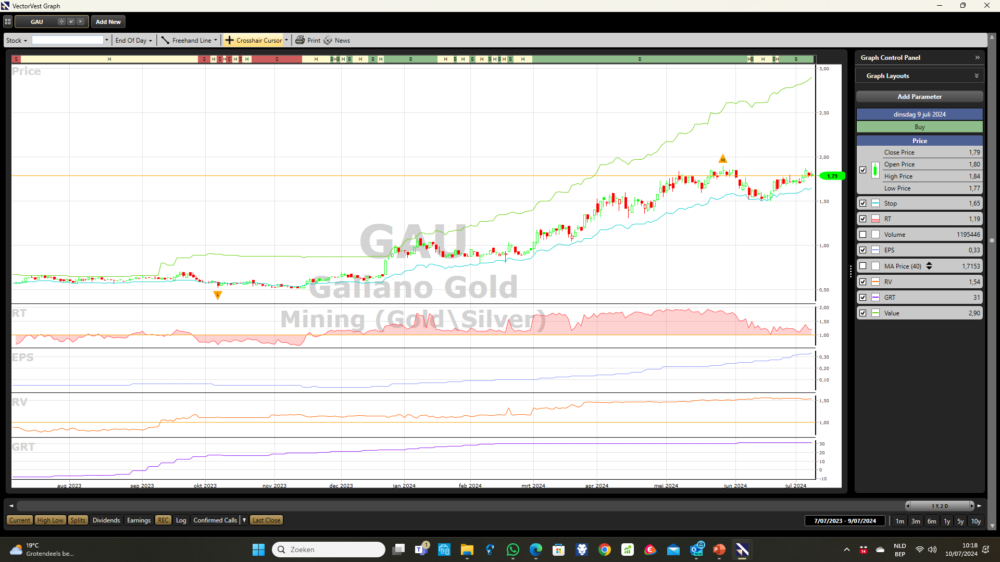 VectorVest Graph
GAU
Add New
Stock
End Of Day
Freehand Line
Crosshair Cursor
Print
News
S H S H S H S H S H S H B H B H B H B H B H B H B H B H B H B H B H B H B H B H B
Price
GAU
Galiano Gold
Mining (Gold\Silver)
H
L
3,00
2,50
2,00
1,79
1,50
1,00
0,50
RT
2,00
1,50
1,00
EPS
0,30
0,20
0,10
RV
1,50
1,00
GRT
30
20
10
0
-10
aug 2023 sep 2023 okt 2023 nov 2023 dec 2023 jan 2024 feb 2024 mrt 2024 apr 2024 mei 2024 jun 2024 jul 2024
Graph Control Panel
Graph Layouts
Add Parameter
dinsdag 9 juli 2024
Buy
Price
Close Price 1,79
Open Price 1,80
High Price 1,84
Low Price 1,77
Stop 1,65
RT 1,19
Volume 1195446
EPS 0,33
MA Price (40) 1,7153
RV 1,54
GRT 31
Value 2,90
1 Y, 2 D
Current High Low Splits Dividends Earnings REC Log Confirmed Calls Last Close
7/07/2023 - 9/07/2024
1m 3m 6m 1y 5y 10y
19°C
Grotendeels be...
Zoeken
1
NEW
14
NLD
BEP
10:18
10/07/2024